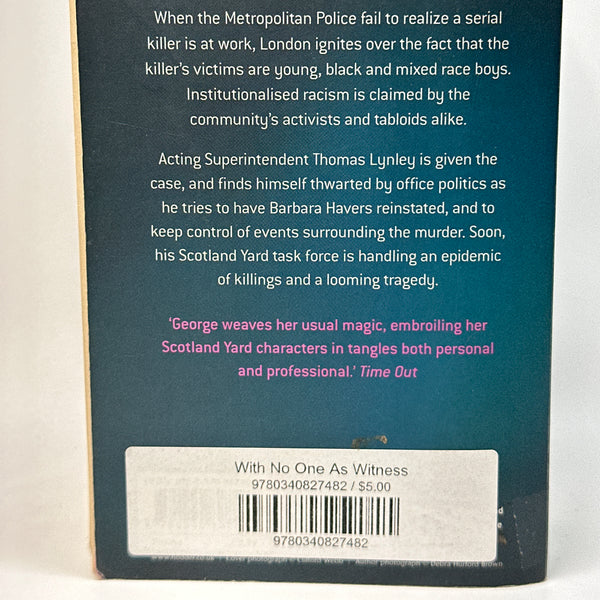 When the Metropolitan Police fail to realize a serial
killer is at work, London ignites over the fact that the
killer's victims are young, black and mixed race boys.
Institutionalised racism is claimed by the
community's activists and tabloids alike.
Acting Superintendent Thomas Lynley is given the
case, and finds himself thwarted by office politics as
he tries to have Barbara Havers reinstated, and to
keep control of events surrounding the murder. Soon,
his Scotland Yard task force is handling an epidemic
of killings and a looming tragedy.
'George weaves her usual magic, embroiling her
Scotland Yard characters in tangles both personal
and professional.' Time Out
With No One As Witness
9780340827482 / $5.00
9780340827482
Author photograph © Debra Hurford Brown